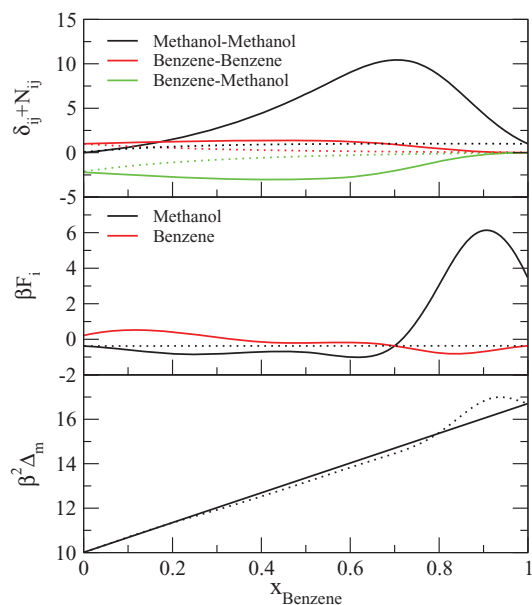 15
Methanol-Methanol
Benzene-Benzene
Benzene-Methanol
10
5
0
-5
δij+Nij
Methanol
Benzene
6
4
2
0
-2
βFi
16
14
12
10
β²Δm
0
0.2
0.4
0.6
0.8
1
xBenzene